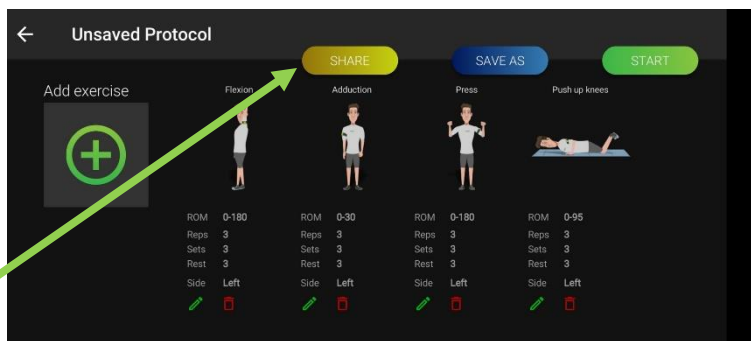 Unsaved Protocol
SHARE SAVE AS START
Add exercise Flexion Adduction Press Push up knees
ROM 0-180 ROM 0-30 ROM 0-180 ROM 0-95
Reps 3 Reps 3 Reps 3 Reps 3
Sets 3 Sets 3 Sets 3 Sets 3
Rest 3 Rest 3 Rest 3 Rest 3
Side Left Side Left Side Left Side Left